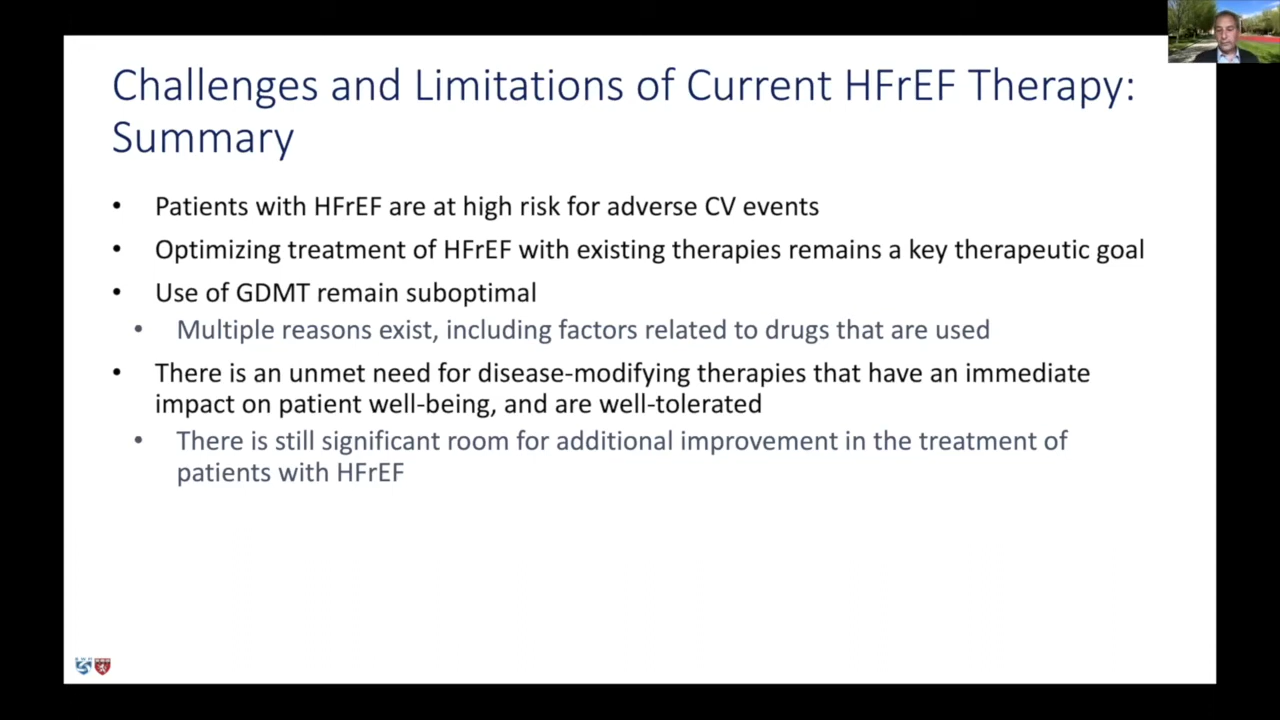 Challenges and Limitations of Current HFrEF Therapy:
Summary
• Patients with HFrEF are at high risk for adverse CV events
• Optimizing treatment of HFrEF with existing therapies remains a key therapeutic goal
• Use of GDMT remain suboptimal
• Multiple reasons exist, including factors related to drugs that are used
• There is an unmet need for disease-modifying therapies that have an immediate
impact on patient well-being, and are well-tolerated
• There is still significant room for additional improvement in the treatment of
patients with HFrEF